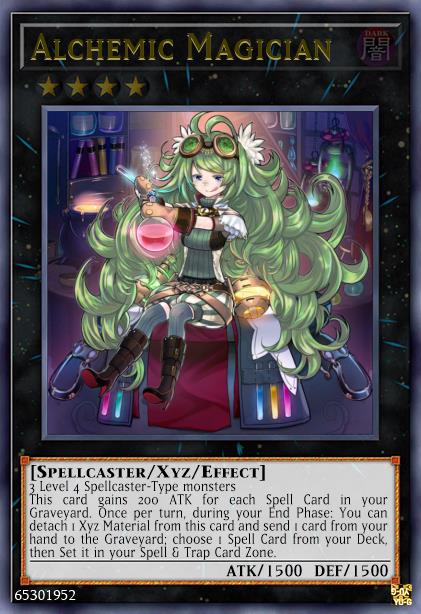 Alchemic Magician
DARK
闇
[Spellcaster/Xyz/Effect]
3 Level 4 Spellcaster-Type monsters
This card gains 200 ATK for each Spell Card in your
Graveyard. Once per turn, during your End Phase: You can
detach 1 Xyz Material from this card and send 1 card from your
hand to the Graveyard; choose 1 Spell Card from your Deck,
then Set it in your Spell & Trap Card Zone.
ATK/1500 DEF/1500
65301952